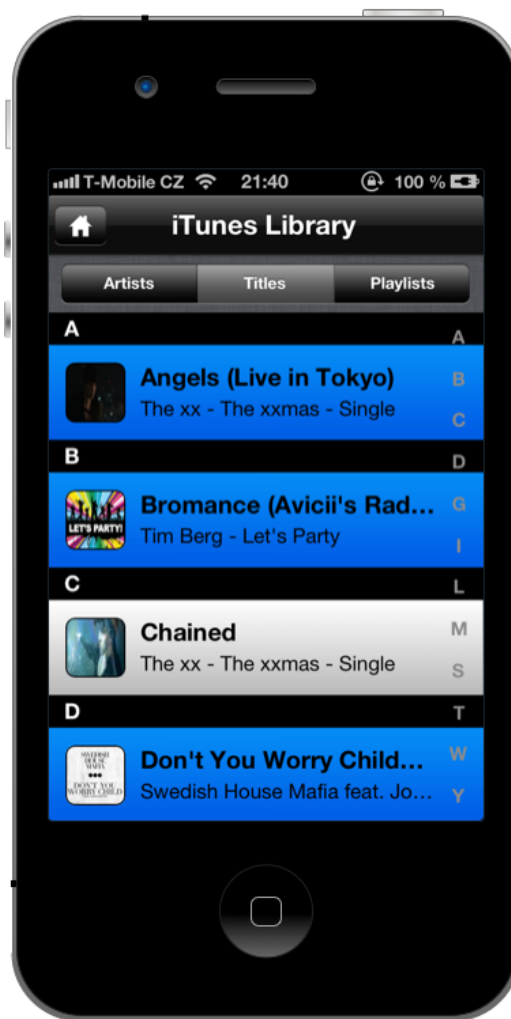 T-Mobile CZ 21:40 100 %
iTunes Library
Artists Titles Playlists
A
Angels (Live in Tokyo)
The xx - The xxmas - Single
B
LET'S PARTY!
Bromance (Avicii's Rad...
Tim Berg - Let's Party
C
Chained
The xx - The xxmas - Single
D
SWEDISH
HOUSE
MAFIA
DON'T YOU
WORRY CHILD
Don't You Worry Child...
Swedish House Mafia feat. Jo...
A
B
C
D
G
I
L
M
S
T
W
Y